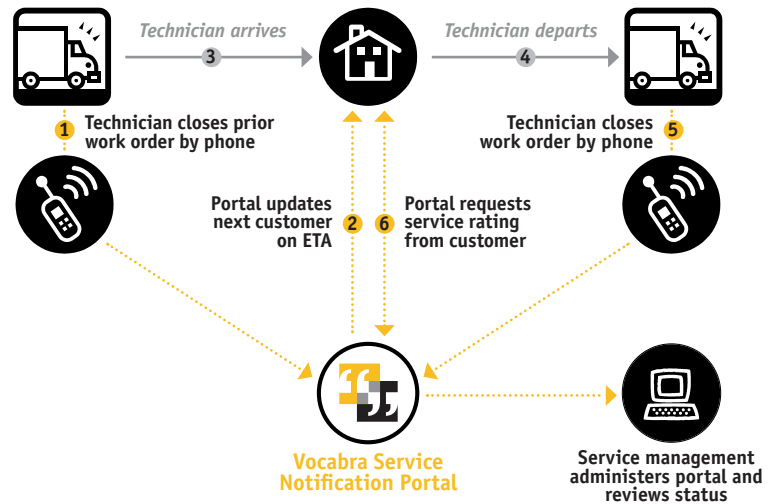 Technician arrives
3
Technician departs
4
1
Technician closes prior
work order by phone
Technician closes
work order by phone
5
Portal updates
next customer
on ETA
2
6
Portal requests
service rating
from customer
Vocabra Service
Notification Portal
Service management
administers portal and
reviews status